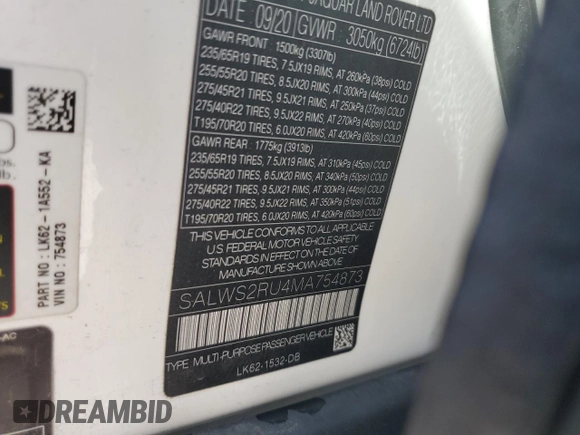 JAGUAR LAND ROVER LTD
DATE 09/20 GVWR 3050kg (6724lb)
GAWR FRONT 1500kg (3307lb)
235/65R19 TIRES, 7.5JX19 RIMS, AT 260kPa (38psi) COLD
255/55R20 TIRES, 8.5JX20 RIMS, AT 300kPa (44psi) COLD
275/45R21 TIRES, 9.5JX21 RIMS, AT 250kPa (37psi) COLD
275/40R22 TIRES, 9.5JX22 RIMS, AT 270kPa (40psi) COLD
T195/70R20 TIRES, 6.0JX20 RIMS, AT 420kPa (60psi) COLD
GAWR REAR 1775kg (3913lb)
235/65R19 TIRES, 7.5JX19 RIMS, AT 310kPa (45psi) COLD
255/55R20 TIRES, 8.5JX20 RIMS, AT 340kPa (50psi) COLD
275/45R21 TIRES, 9.5JX21 RIMS, AT 300kPa (44psi) COLD
275/40R22 TIRES, 9.5JX22 RIMS, AT 350kPa (51psi) COLD
T195/70R20 TIRES, 6.0JX20 RIMS, AT 420kPa (60psi) COLD
THIS VEHICLE CONFORMS TO ALL APPLICABLE
U.S. FEDERAL MOTOR VEHICLE SAFETY
STANDARDS IN EFFECT ON THE DATE OF
MANUFACTURE SHOWN ABOVE
SALWS2RU4MA754873
TYPE MULTI-PURPOSE PASSENGER VEHICLE
LK62-1532-DB
PART NO : LK62 - 1A552 - KA
VIN NO : 754873
lbs.
lb.
-AC
DREAMBID